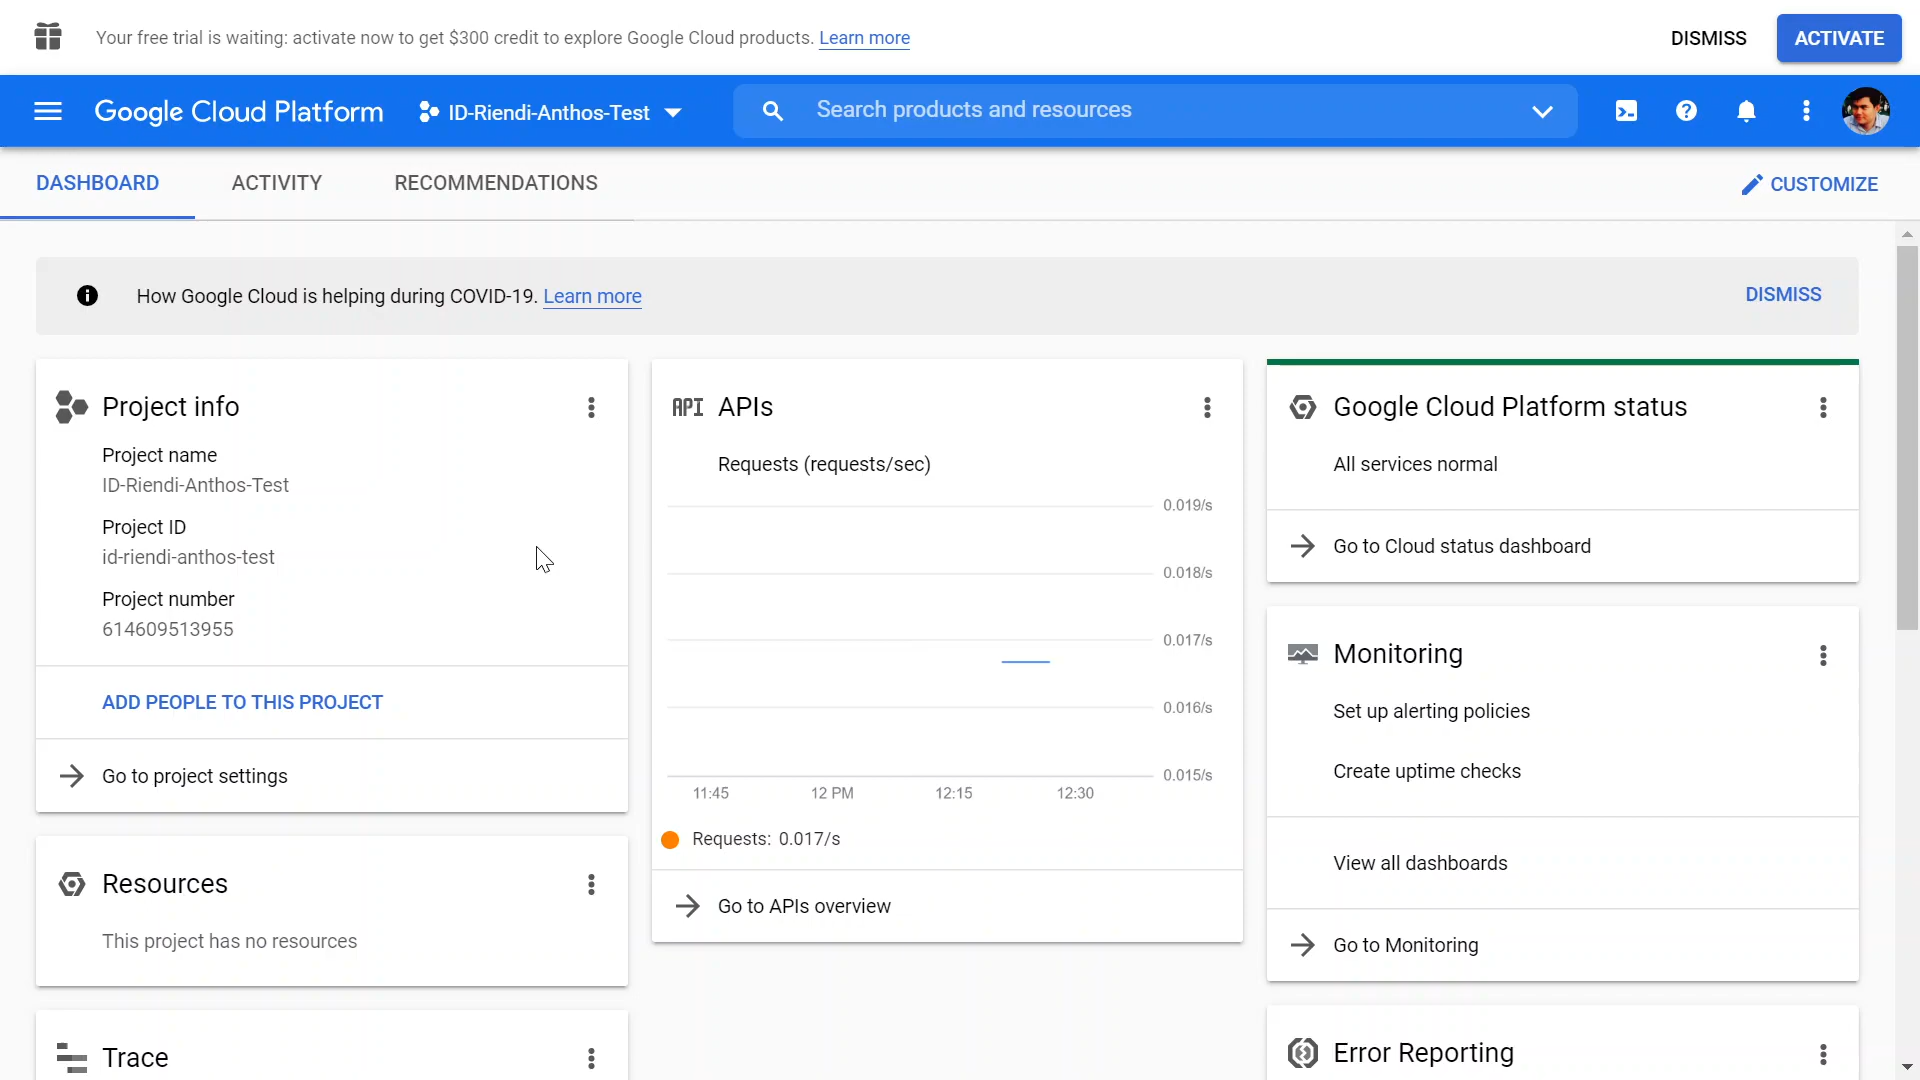 Your free trial is waiting: activate now to get $300 credit to explore Google Cloud products. Learn more
DISMISS
ACTIVATE
Google Cloud Platform
ID-Riendi-Anthos-Test
Search products and resources
DASHBOARD
ACTIVITY
RECOMMENDATIONS
CUSTOMIZE
How Google Cloud is helping during COVID-19. Learn more
DISMISS
Project info
Project name
ID-Riendi-Anthos-Test
Project ID
id-riendi-anthos-test
Project number
614609513955
ADD PEOPLE TO THIS PROJECT
Go to project settings
Resources
This project has no resources
Trace
API APIs
Requests (requests/sec)
0.019/s
0.018/s
0.017/s
0.016/s
0.015/s
11:45
12 PM
12:15
12:30
Requests: 0.017/s
Go to APIs overview
Google Cloud Platform status
All services normal
Go to Cloud status dashboard
Monitoring
Set up alerting policies
Create uptime checks
View all dashboards
Go to Monitoring
Error Reporting